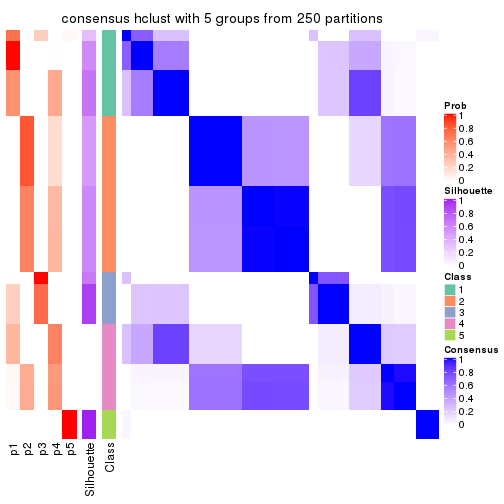 consensus hclust with 5 groups from 250 partitions
Prob
1
0.8
0.6
0.4
0.2
0
Silhouette
1
0.8
0.6
0.4
0.2
0
Class
1
2
3
4
5
Consensus
1
0.8
0.6
0.4
0.2
0
p1
p2
p3
p4
p5
Silhouette
Class